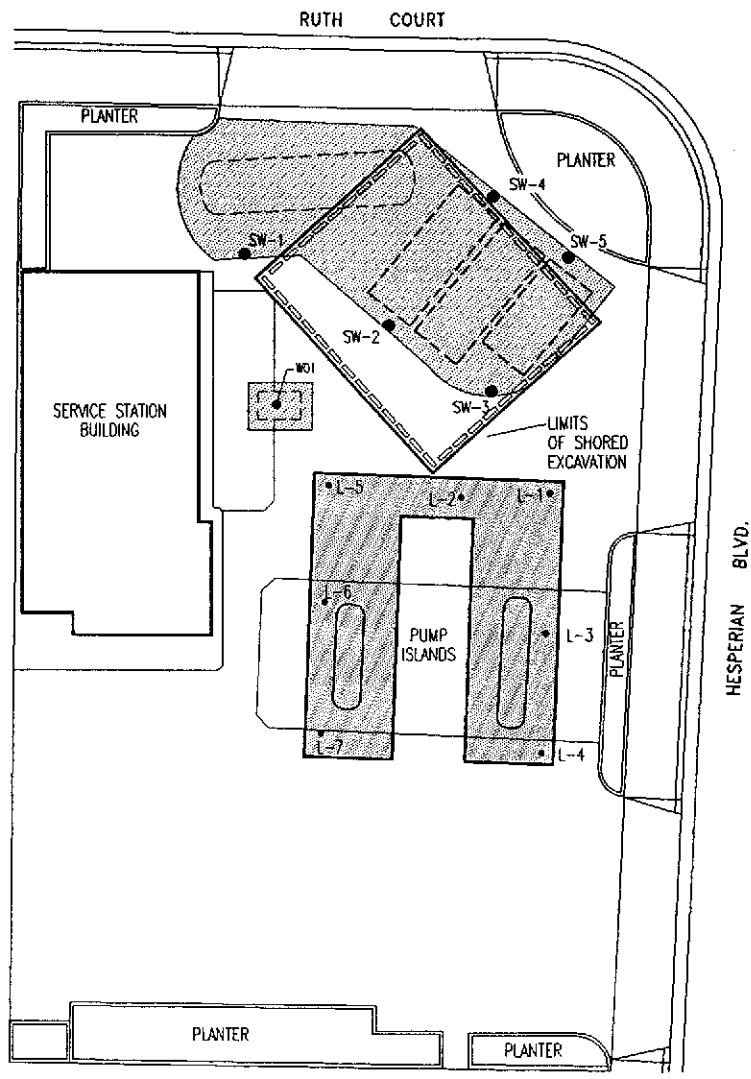 RUTH COURT
PLANTER
PLANTER
SW-4
SW-1
SW-5
SW-2
WO1
SW-3
SERVICE STATION
BUILDING
LIMITS
OF SHORED
EXCAVATION
L-5
L-2
L-1
HESPERIAN BLVD.
L-6
PUMP
ISLANDS
L-3
PLANTER
L-7
L-4
PLANTER
PLANTER